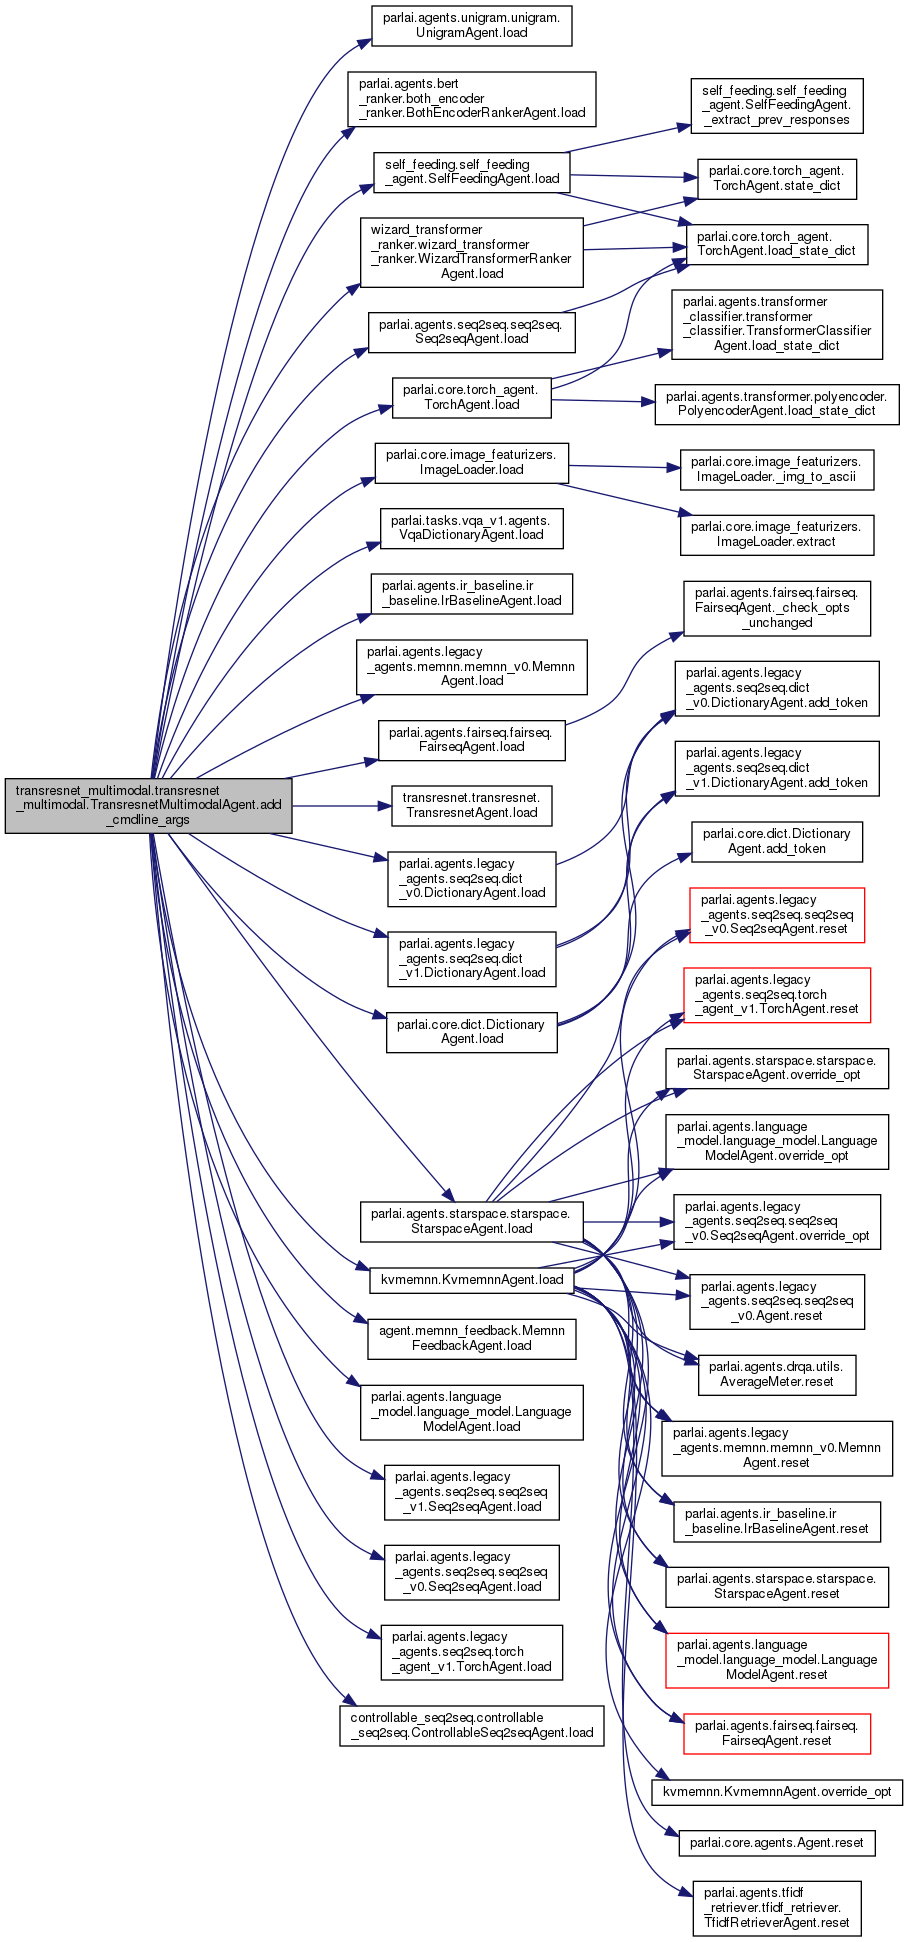 transresnet_multimodal.transresnet
_multimodal.TransresnetMultimodalAgent.add
_cmdline_args
parlai.agents.unigram.unigram.
UnigramAgent.load
parlai.agents.bert
_ranker.both_encoder
_ranker.BothEncoderRankerAgent.load
self_feeding.self_feeding
_agent.SelfFeedingAgent.load
wizard_transformer
_ranker.wizard_transformer
_ranker.WizardTransformerRanker
Agent.load
parlai.agents.seq2seq.seq2seq.
Seq2seqAgent.load
parlai.core.torch_agent.
TorchAgent.load
parlai.core.image_featurizers.
ImageLoader.load
parlai.tasks.vqa_v1.agents.
VqaDictionaryAgent.load
parlai.agents.ir_baseline.ir
_baseline.IrBaselineAgent.load
parlai.agents.legacy
_agents.memnn.memnn_v0.Memnn
Agent.load
parlai.agents.fairseq.fairseq.
FairseqAgent.load
transresnet.transresnet.
TransresnetAgent.load
parlai.agents.legacy
_agents.seq2seq.dict
_v0.DictionaryAgent.load
parlai.agents.legacy
_agents.seq2seq.dict
_v1.DictionaryAgent.load
parlai.core.dict.Dictionary
Agent.load
parlai.agents.starspace.starspace.
StarspaceAgent.load
kvmemnn.KvmemnnAgent.load
agent.memnn_feedback.Memnn
FeedbackAgent.load
parlai.agents.language
_model.language_model.Language
ModelAgent.load
parlai.agents.legacy
_agents.seq2seq.seq2seq
_v1.Seq2seqAgent.load
parlai.agents.legacy
_agents.seq2seq.seq2seq
_v0.Seq2seqAgent.load
parlai.agents.legacy
_agents.seq2seq.torch
_agent_v1.TorchAgent.load
controllable_seq2seq.controllable
_seq2seq.ControllableSeq2seqAgent.load
self_feeding.self_feeding
_agent.SelfFeedingAgent.
_extract_prev_responses
parlai.core.torch_agent.
TorchAgent.state_dict
parlai.core.torch_agent.
TorchAgent.load_state_dict
parlai.agents.transformer
_classifier.transformer
_classifier.TransformerClassifier
Agent.load_state_dict
parlai.agents.transformer.polyencoder.
PolyencoderAgent.load_state_dict
parlai.core.image_featurizers.
ImageLoader._img_to_ascii
parlai.core.image_featurizers.
ImageLoader.extract
parlai.agents.fairseq.fairseq.
FairseqAgent._check_opts
_unchanged
parlai.agents.legacy
_agents.seq2seq.dict
_v0.DictionaryAgent.add_token
parlai.agents.legacy
_agents.seq2seq.dict
_v1.DictionaryAgent.add_token
parlai.core.dict.Dictionary
Agent.add_token
parlai.agents.legacy
_agents.seq2seq.seq2seq
_v0.Seq2seqAgent.reset
parlai.agents.legacy
_agents.seq2seq.torch
_agent_v1.TorchAgent.reset
parlai.agents.starspace.starspace.
StarspaceAgent.override_opt
parlai.agents.language
_model.language_model.Language
ModelAgent.override_opt
parlai.agents.legacy
_agents.seq2seq.seq2seq
_v0.Seq2seqAgent.override_opt
parlai.agents.legacy
_agents.seq2seq.seq2seq
_v0.Agent.reset
parlai.agents.drqa.utils.
AverageMeter.reset
parlai.agents.legacy
_agents.memnn.memnn_v0.Memnn
Agent.reset
parlai.agents.ir_baseline.ir
_baseline.IrBaselineAgent.reset
parlai.agents.starspace.starspace.
StarspaceAgent.reset
parlai.agents.language
_model.language_model.Language
ModelAgent.reset
parlai.agents.fairseq.fairseq.
FairseqAgent.reset
kvmemnn.KvmemnnAgent.override_opt
parlai.core.agents.Agent.reset
parlai.agents.tfidf
_retriever.tfidf_retriever.
TfidfRetrieverAgent.reset